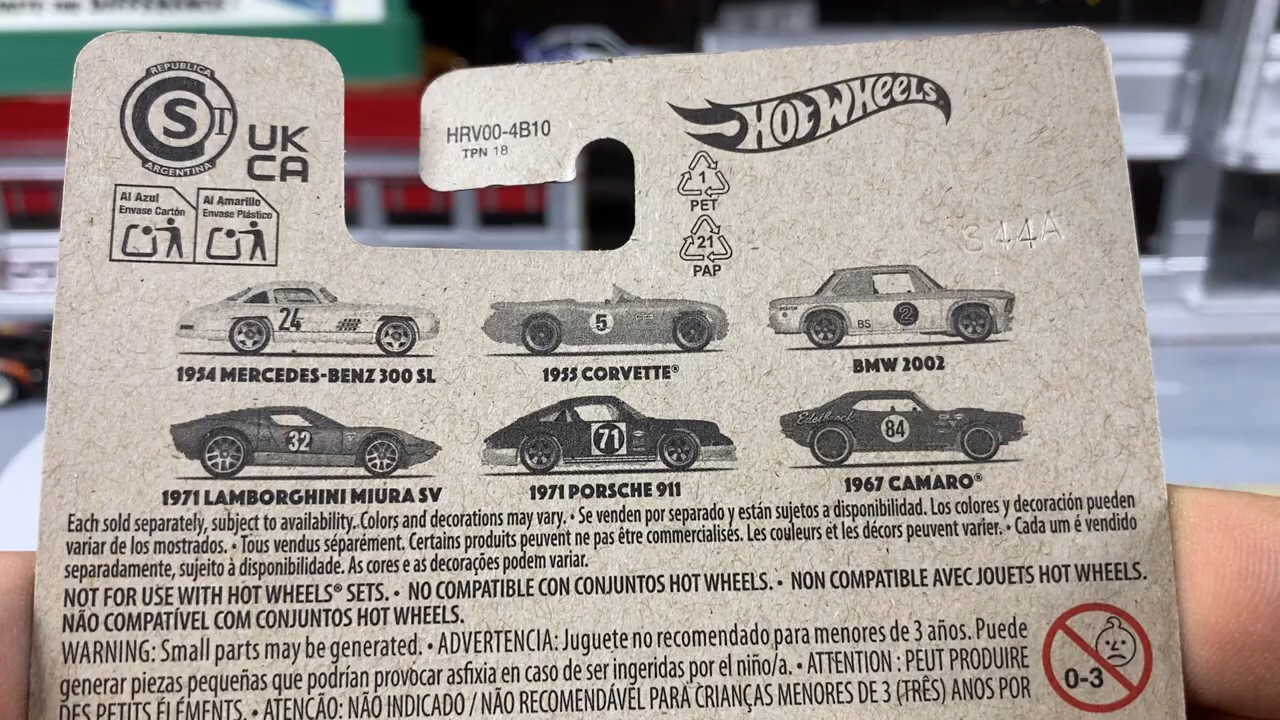 REPUBLICA
CST
ARGENTINA
UK
CA
Al Azul
Envase Cartón
Al Amarillo
Envase Plástico
HRV00-4B10
TPN 18
HOT WHEELS
1
PET
21
PAP
S 44A
24
5
BS
2
1954 MERCEDES-BENZ 300 SL
1955 CORVETTE®
BMW 2002
32
71
Edelbrock
84
1971 LAMBORGHINI MIURA SV
1971 PORSCHE 911
1967 CAMARO®
Each sold separately, subject to availability. Colors and decorations may vary. • Se venden por separado y están sujetos a disponibilidad. Los colores y decoración pueden
variar de los mostrados. • Tous vendus séparément. Certains produits peuvent ne pas être commercialisés. Les couleurs et les décors peuvent varier. • Cada um é vendido
separadamente, sujeito à disponibilidade. As cores e as decorações podem variar.
NOT FOR USE WITH HOT WHEELS® SETS. • NO COMPATIBLE CON CONJUNTOS HOT WHEELS. • NON COMPATIBLE AVEC JOUETS HOT WHEELS.
NÃO COMPATÍVEL COM CONJUNTOS HOT WHEELS.
WARNING: Small parts may be generated. • ADVERTENCIA: Juguete no recomendado para menores de 3 años. Puede
generar piezas pequeñas que podrían provocar asfixia en caso de ser ingeridas por el niño/a. • ATTENTION : PEUT PRODUIRE
DES PETITS ÉLÉMENTS. • ATENÇÃO: NÃO INDICADO / NÃO RECOMENDÁVEL PARA CRIANÇAS MENORES DE 3 (TRÊS) ANOS POR
0-3